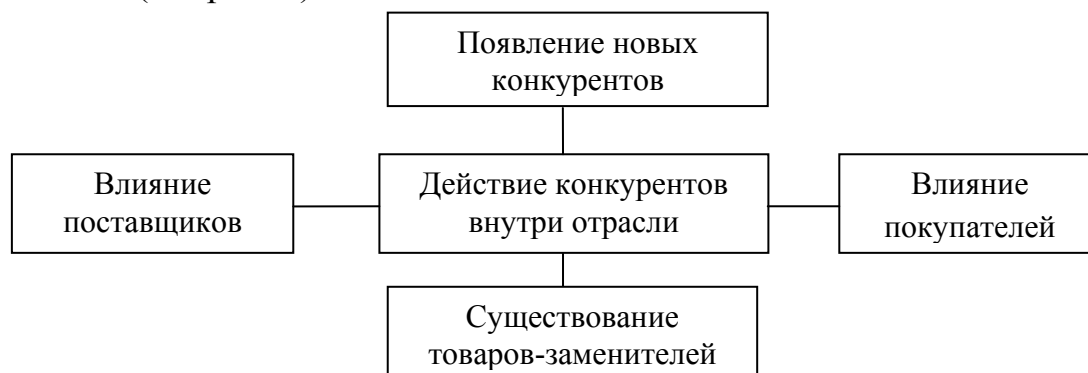 Появление новых
конкурентов
Влияние
поставщиков
Действие конкурентов
внутри отрасли
Влияние
покупателей
Существование
товаров-заменителей